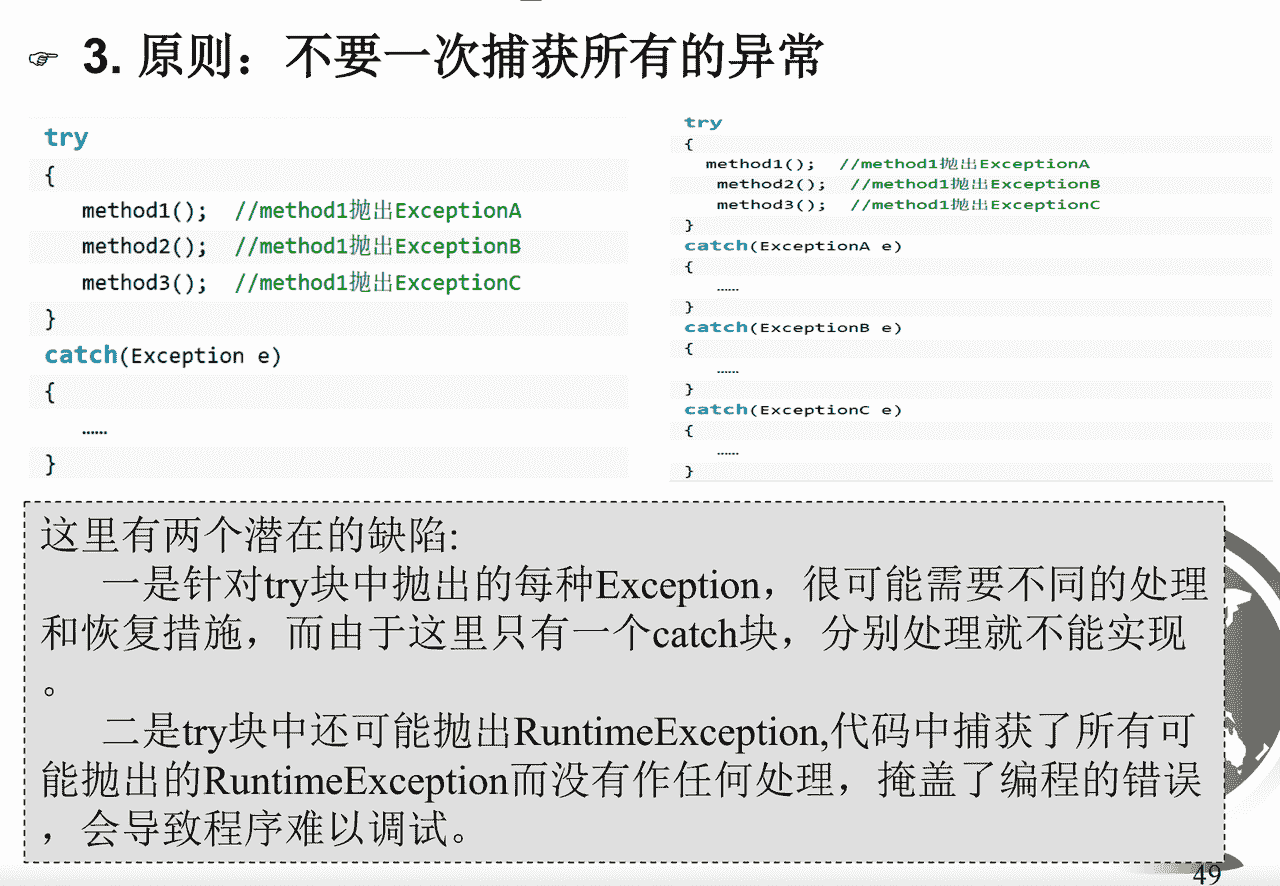 ☞ 3. 原则：不要一次捕获所有的异常
try
{
method1(); //method1抛出ExceptionA
method2(); //method1抛出ExceptionB
method3(); //method1抛出ExceptionC
}
catch(Exception e)
{
……
}
try
{
method1(); //method1抛出ExceptionA
method2(); //method1抛出ExceptionB
method3(); //method1抛出ExceptionC
}
catch(ExceptionA e)
{
……
}
catch(ExceptionB e)
{
……
}
catch(ExceptionC e)
{
……
}
这里有两个潜在的缺陷:
一是针对try块中抛出的每种Exception，很可能需要不同的处理
和恢复措施，而由于这里只有一个catch块，分别处理就不能实现
。
二是try块中还可能抛出RuntimeException,代码中捕获了所有可
能抛出的RuntimeException而没有作任何处理，掩盖了编程的错误
，会导致程序难以调试。
49